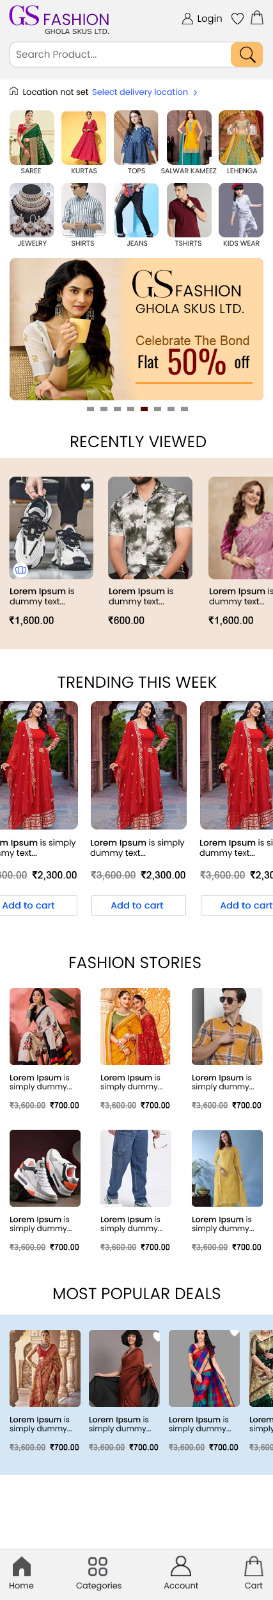 GS FASHION
GHOLA SKUS LTD.
Login
Search Product...
Location not set Select delivery location >
SAREE KURTAS TOPS SALWAR KAMEEZ LEHENGA
JEWELRY SHIRTS JEANS TSHIRTS KIDS WEAR
GS FASHION
GHOLA SKUS LTD.
Celebrate The Bond
Flat 50% off
RECENTLY VIEWED
Lorem Ipsum is Lorem Ipsum is Lorem Ipsum is
dummy text... dummy text... dummy text...
₹1,600.00 ₹600.00 ₹1,600.00
TRENDING THIS WEEK
m Ipsum is simply Lorem Ipsum is simply Lorem Ipsum is si
my text... dummy text... dummy text...
600.00 ₹2,300.00 ₹3,600.00 ₹2,300.00 ₹3,600.00 ₹2,30
Add to cart Add to cart Add to cart
FASHION STORIES
Lorem Ipsum is Lorem Ipsum is Lorem Ipsum is
simply dummy... simply dummy... simply dummy...
₹3,600.00 ₹700.00 ₹3,600.00 ₹700.00 ₹3,600.00 ₹700.00
Lorem Ipsum is Lorem Ipsum is Lorem Ipsum is
simply dummy... simply dummy... simply dummy...
₹3,600.00 ₹700.00 ₹3,600.00 ₹700.00 ₹3,600.00 ₹700.00
MOST POPULAR DEALS
Lorem Ipsum is Lorem Ipsum is Lorem Ipsum is Lorem
simply dummy... simply dummy... simply dummy... simply
₹3,600.00 ₹700.00 ₹3,600.00 ₹700.00 ₹3,600.00 ₹700.00 ₹3,600
Home Categories Account Cart